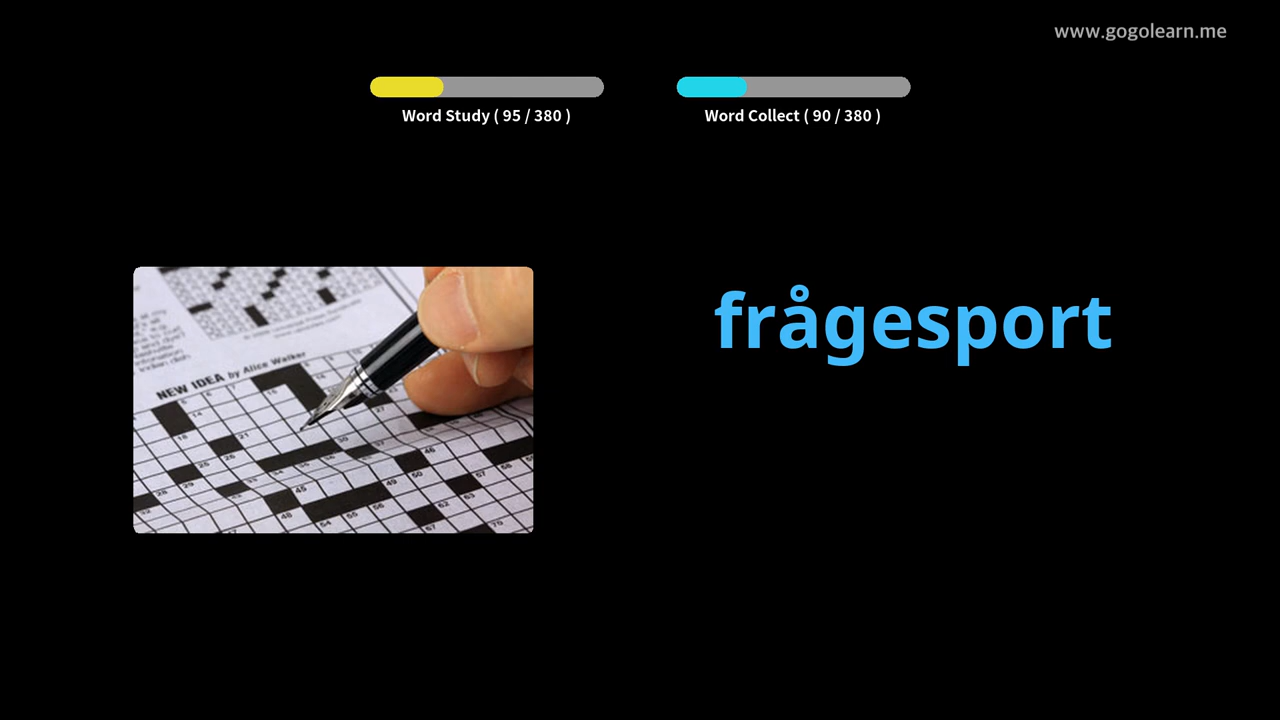 www.gogolearn.me
Word Study ( 95 / 380 )
Word Collect ( 90 / 380 )
frågesport
NEW IDEA by Alice Walker